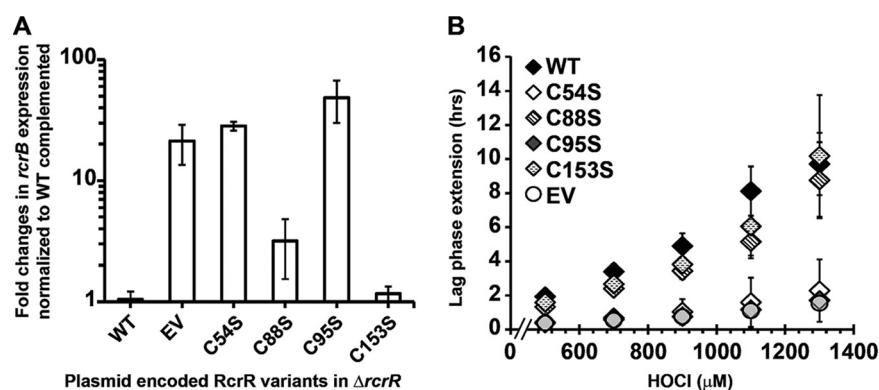 A
Fold changes in rcrB expression
normalized to WT complemented
100
10
1
WT
EV
C54S
C88S
C95S
C153S
Plasmid encoded RcrR variants in ΔrcrR
B
Lag phase extension (hrs)
16
14
12
10
8
6
4
2
0
WT
C54S
C88S
C95S
C153S
EV
0
600
800
1000
1200
1400
HOCl (μM)